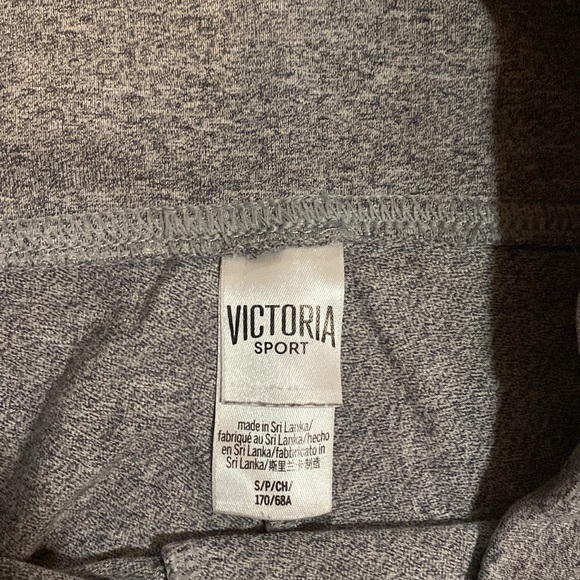 VICTORIA
SPORT
made in Sri Lanka/
fabriqué au Sri Lanka/hecho
en Sri Lanka/fabbricato in
Sri Lanka/斯里兰卡制造
S/P/CH/
170/68A